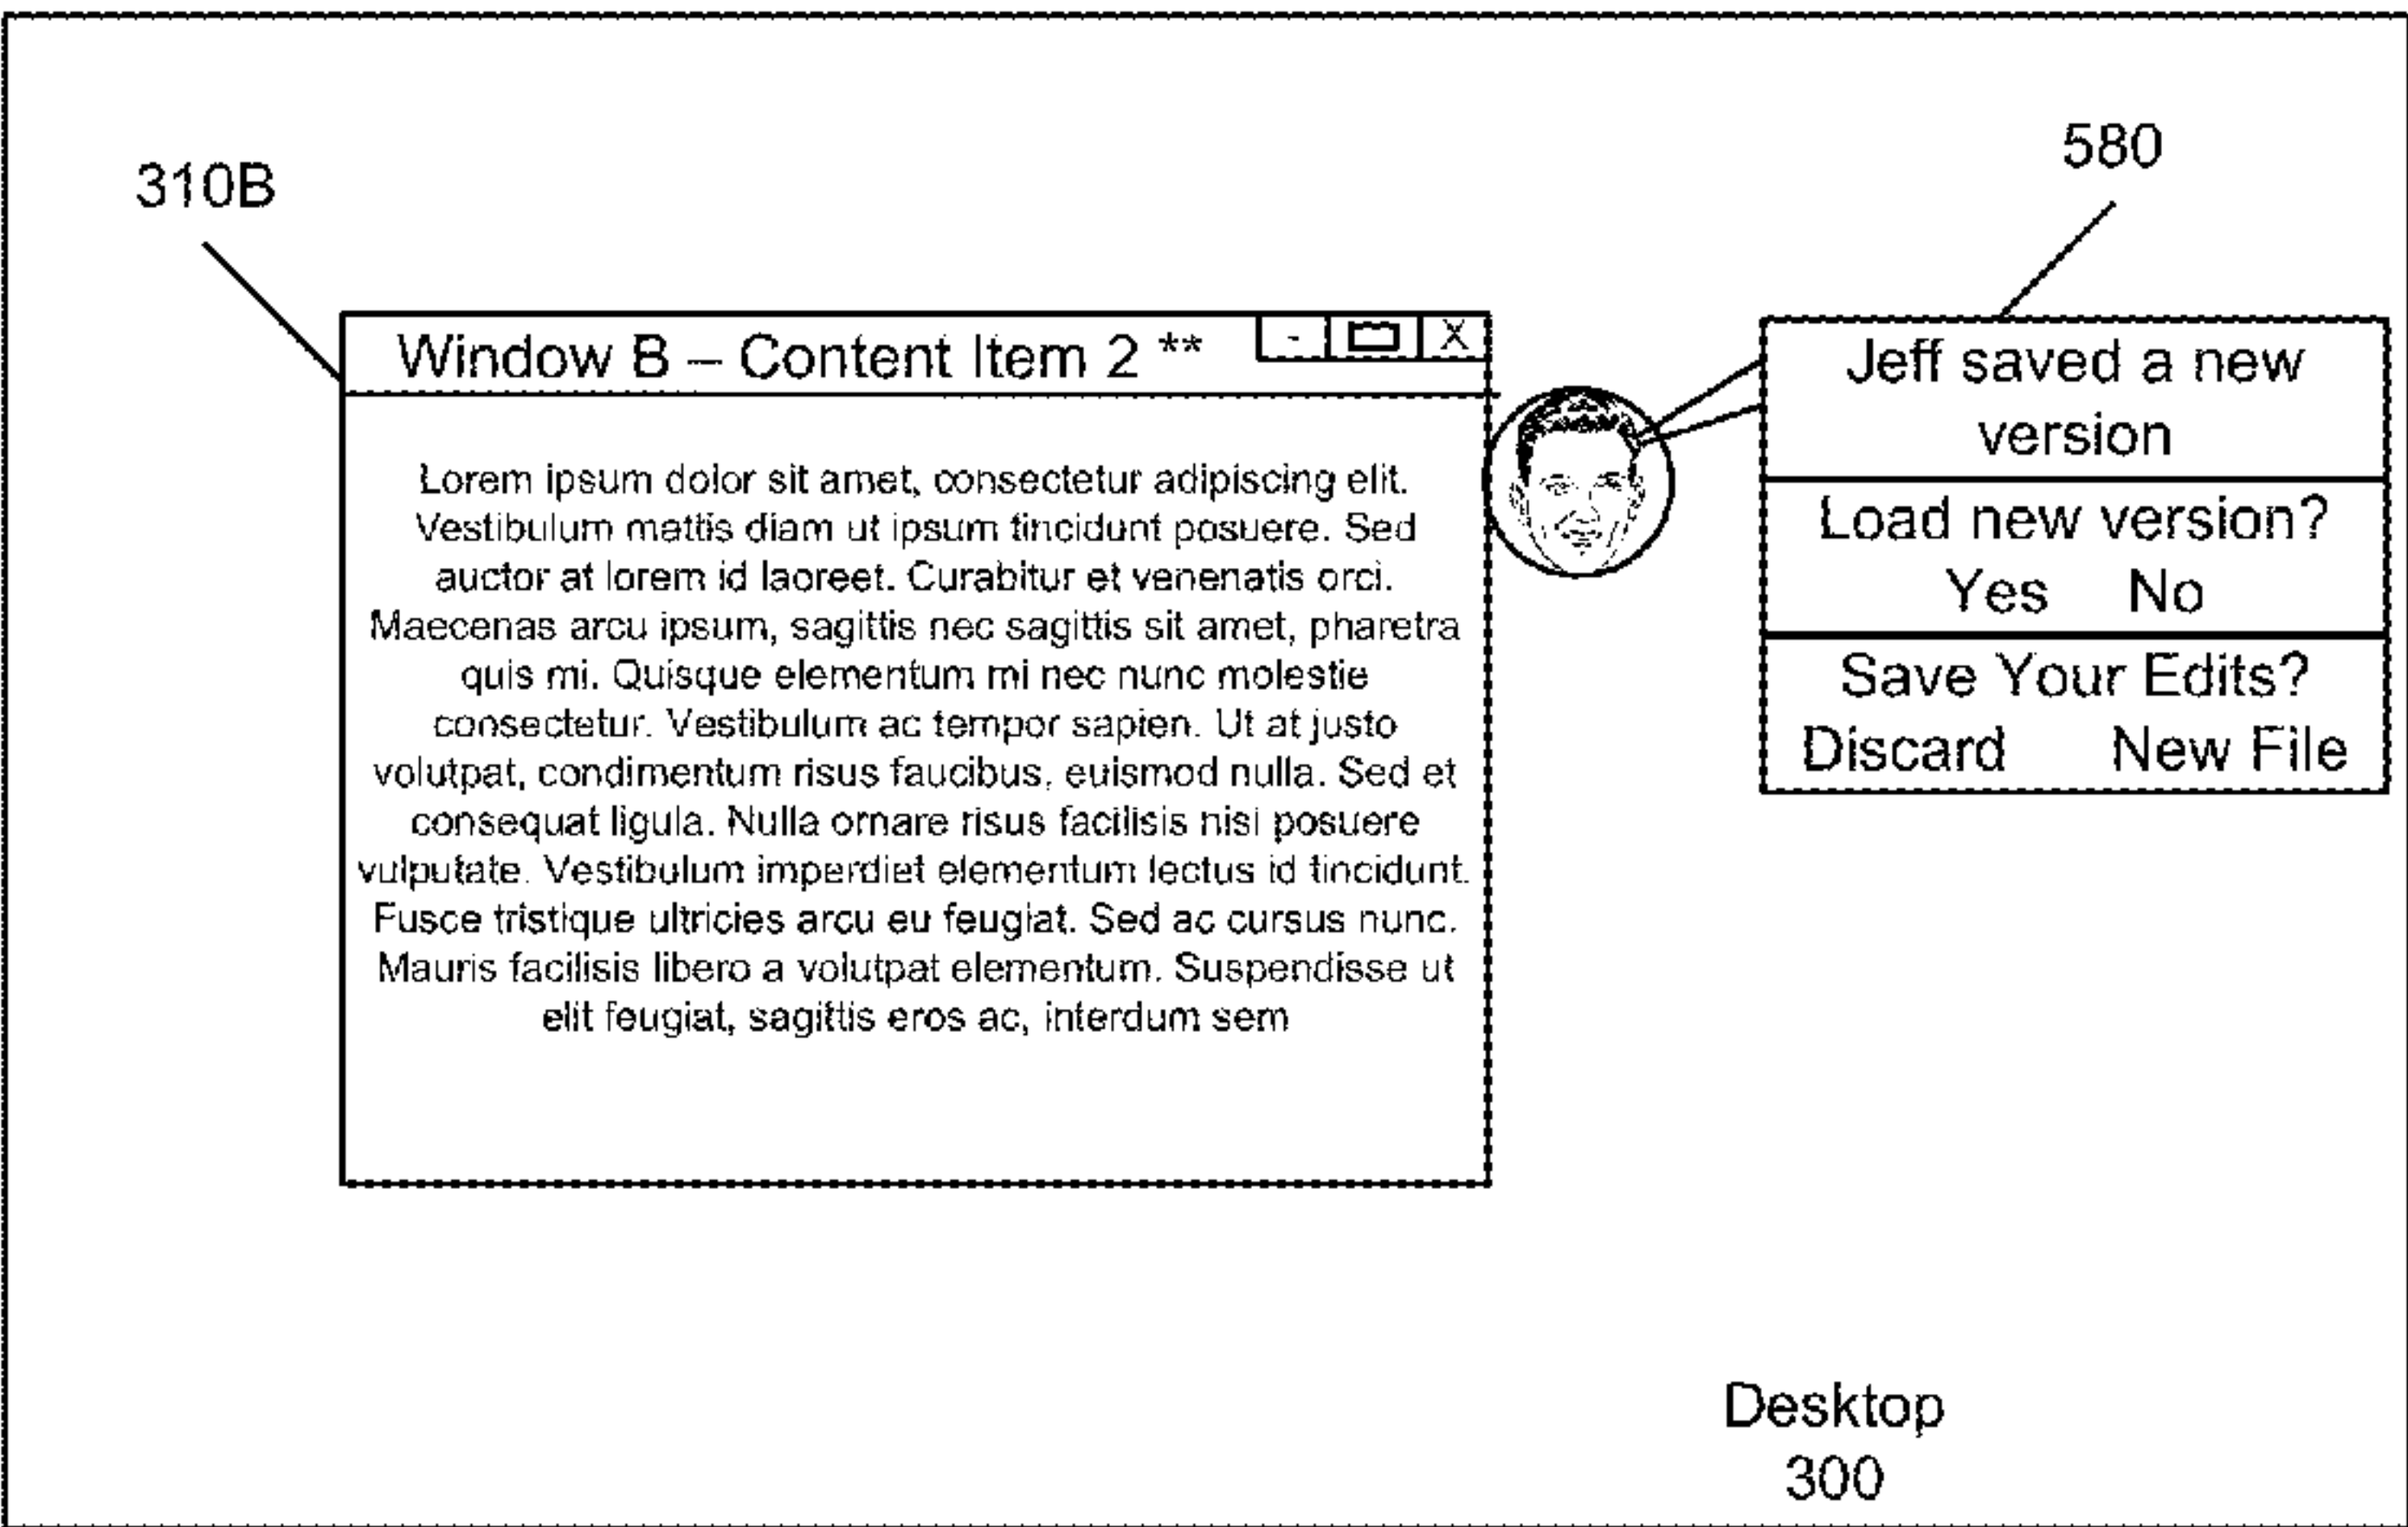 310B
580
Window B – Content Item 2 **
- X
Lorem ipsum dolor sit amet, consectetur adipiscing elit.
Vestibulum mattis diam ut ipsum tincidunt posuere. Sed
auctor at lorem id laoreet. Curabitur et venenatis orci.
Maecenas arcu ipsum, sagittis nec sagittis sit amet, pharetra
quis mi. Quisque elementum mi nec nunc molestie
consectetur. Vestibulum ac tempor sapien. Ut at justo
volutpat, condimentum risus faucibus, euismod nulla. Sed et
consequat ligula. Nulla ornare risus facilisis nisi posuere
vulputate. Vestibulum imperdiet elementum lectus id tincidunt.
Fusce tristique ultricies arcu eu feugiat. Sed ac cursus nunc.
Mauris facilisis libero a volutpat elementum. Suspendisse ut
elit feugiat, sagittis eros ac, interdum sem
Jeff saved a new
version
Load new version?
Yes No
Save Your Edits?
Discard New File
Desktop
300